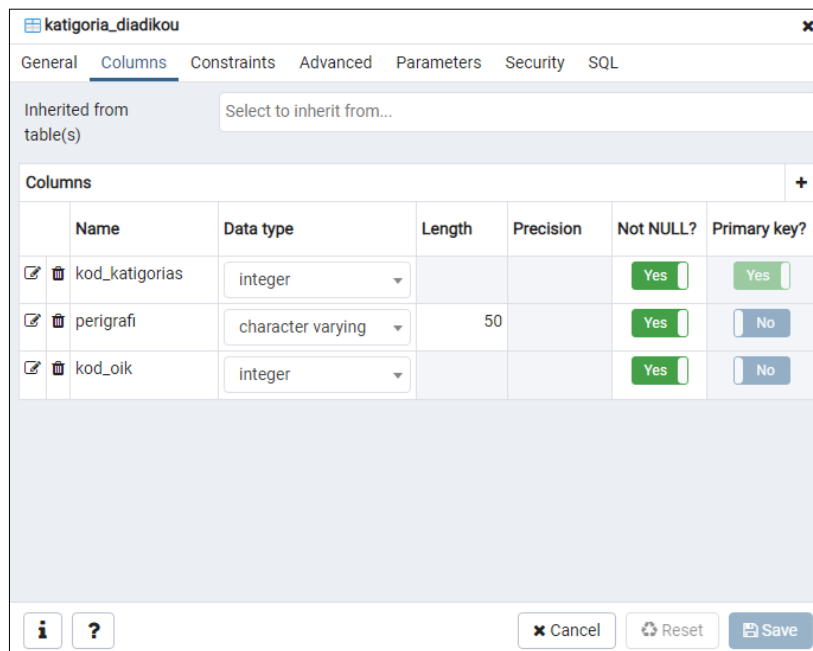 katigoria_diadikou
General Columns Constraints Advanced Parameters Security SQL
Inherited from
table(s)
Select to inherit from...
Columns
Name Data type Length Precision Not NULL? Primary key?
kod_katigorias integer Yes Yes
perigrafi character varying 50 Yes No
kod_oik integer Yes No
i ? Cancel Reset Save